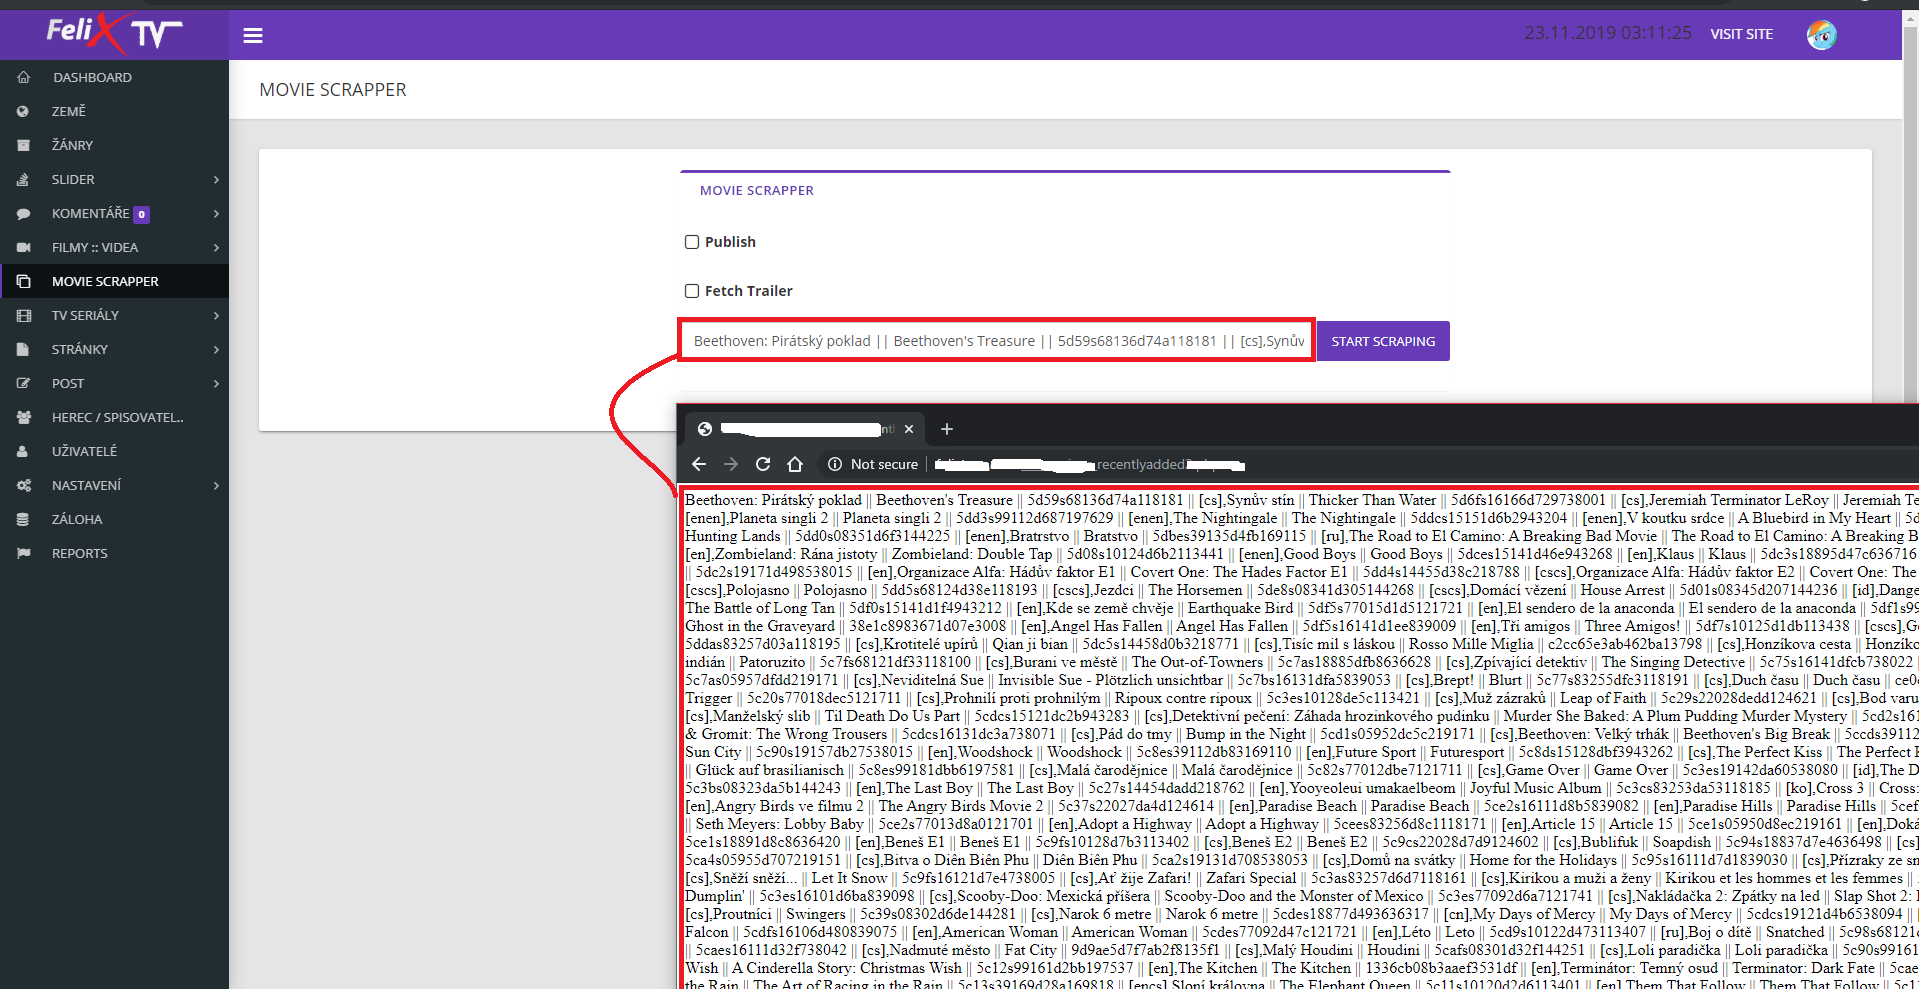 FeliX TV
23.11.2019 03:11:25
VISIT SITE
DASHBOARD
ZEMĚ
ŽÁNRY
SLIDER
KOMENTÁŘE 0
FILMY :: VIDEA
MOVIE SCRAPPER
TV SERIÁLY
STRÁNKY
POST
HEREC / SPISOVATEL..
UŽIVATELÉ
NASTAVENÍ
ZÁLOHA
REPORTS
MOVIE SCRAPPER
MOVIE SCRAPPER
Publish
Fetch Trailer
Beethoven: Pirátský poklad || Beethoven's Treasure || 5d59s68136d74a118181 || [cs],Synův
START SCRAPING
Not secure
_recentlyadded
Beethoven: Pirátský poklad || Beethoven's Treasure || 5d59s68136d74a118181 || [cs],Synův stín || Thicker Than Water || 5d6fs16166d729738001 || [cs],Jeremiah Terminator LeRoy || Jeremiah Te
[enen],Planeta singli 2 || Planeta singli 2 || 5dd3s99112d687197629 || [enen],The Nightingale || The Nightingale || 5ddcs15151d6b2943204 || [enen],V koutku srdce || A Bluebird in My Heart || 5d
Hunting Lands || 5dd0s08351d6f3144225 || [enen],Bratrstvo || Bratstvo || 5dbes39135d4fb169115 || [ru],The Road to El Camino: A Breaking Bad Movie || The Road to El Camino: A Breaking B
[en],Zombieland: Rána jistoty || Zombieland: Double Tap || 5d08s10124d6b2113441 || [enen],Good Boys || Good Boys || 5dces15141d46e943268 || [en],Klaus || Klaus || 5dc3s18895d47c636716
|| 5dc2s19171d498538015 || [en],Organizace Alfa: Hádův faktor E1 || Covert One: The Hades Factor E1 || 5dd4s14455d38c218788 || [cscs],Organizace Alfa: Hádův faktor E2 || Covert One: The
[cscs],Polojasno || Polojasno || 5dd5s68124d38e118193 || [cscs],Jezdci || The Horsemen || 5de8s08341d305144268 || [cscs],Domácí vězení || House Arrest || 5d01s08345d207144236 || [id],Dange
The Battle of Long Tan || 5df0s15141d1f4943212 || [en],Kde se země chvěje || Earthquake Bird || 5df5s77015d1d5121721 || [en],El sendero de la anaconda || El sendero de la anaconda || 5df1s99
Ghost in the Graveyard || 38e1c8983671d07e3008 || [en],Angel Has Fallen || Angel Has Fallen || 5df5s16141d1ee839009 || [en],Tři amigos || Three Amigos! || 5df7s10125d1db113438 || [cscs],G
5ddas83257d03a118195 || [cs],Krotitelé upírů || Qian ji bian || 5dc5s14458d0b3218771 || [cs],Tisíc mil s láskou || Rosso Mille Miglia || c2cc65e3ab462ba13798 || [cs],Honzíkova cesta || Honzíko
indián || Patoruzito || 5c7fs68121df33118100 || [cs],Burani ve městě || The Out-of-Towners || 5c7as18885dfb8636628 || [cs],Zpívající detektiv || The Singing Detective || 5c75s16141dfcb738022
5c7as05957dfdd219171 || [cs],Neviditelná Sue || Invisible Sue - Plötzlich unsichtbar || 5c7bs16131dfa5839053 || [cs],Brept! || Blurt || 5c77s83255dfc3118191 || [cs],Duch času || Duch času || ce0
Trigger || 5c20s77018dec5121711 || [cs],Prohnilí proti prohnilým || Ripoux contre ripoux || 5c3es10128de5c113421 || [cs],Muž zázraků || Leap of Faith || 5c29s22028dedd124621 || [cs],Bod varu
[cs],Manželský slib || Til Death Do Us Part || 5cdcs15121dc2b943283 || [cs],Detektivní pečení: Záhada hrozinkového pudinku || Murder She Baked: A Plum Pudding Murder Mystery || 5cd2s16
& Gromit: The Wrong Trousers || 5cdcs16131dc3a738071 || [cs],Pád do tmy || Bump in the Night || 5cd1s05952dc5c219171 || [cs],Beethoven: Velký trhák || Beethoven's Big Break || 5ccds39112
Sun City || 5c90s19157db27538015 || [en],Woodshock || Woodshock || 5c8es39112db83169110 || [en],Future Sport || Futuresport || 5c8ds15128dbf3943262 || [cs],The Perfect Kiss || The Perfect K
|| Glück auf brasilianisch || 5c8es99181dbb6197581 || [cs],Malá čarodějnice || Malá čarodějnice || 5c82s77012dbe7121711 || [cs],Game Over || Game Over || 5c3es19142da60538080 || [id],The D
5c3bs08323da5b144243 || [en],The Last Boy || The Last Boy || 5c27s14454dadd218762 || [en],Yooyeoleui umakaelbeom || Joyful Music Album || 5c3cs83253da53118185 || [ko],Cross 3 || Cross:
[en],Angry Birds ve filmu 2 || The Angry Birds Movie 2 || 5c37s22027da4d124614 || [en],Paradise Beach || Paradise Beach || 5ce2s16111d8b5839082 || [en],Paradise Hills || Paradise Hills || 5cef
|| Seth Meyers: Lobby Baby || 5ce2s77013d8a0121701 || [en],Adopt a Highway || Adopt a Highway || 5cees83256d8c1118171 || [en],Article 15 || Article 15 || 5ce1s05950d8ec219161 || [en],Doká
5ce1s18891d8c8636420 || [en],Beneš E1 || Beneš E1 || 5c9fs10128d7b3113402 || [cs],Beneš E2 || Beneš E2 || 5c9cs22028d7d9124602 || [cs],Bublifuk || Soapdish || 5c94s18837d7e4636498 || [cs]
5ca4s05955d707219151 || [cs],Bitva o Diên Biên Phu || Diên Biên Phu || 5ca2s19131d708538053 || [cs],Domů na svátky || Home for the Holidays || 5c95s16111d7d1839030 || [cs],Přízraky ze sn
[cs],Sněží sněží... || Let It Snow || 5c9fs16121d7e4738005 || [cs],Ať žije Zafari! || Zafari Special || 5c3as83257d6d7118161 || [cs],Kirikou a muži a ženy || Kirikou et les hommes et les femmes ||
Dumplin' || 5c3es16101d6ba839098 || [cs],Scooby-Doo: Mexická příšera || Scooby-Doo and the Monster of Mexico || 5c3es77092d6a7121741 || [cs],Nakládačka 2: Zpátky na led || Slap Shot 2:
[cs],Proutníci || Swingers || 5c39s08302d6de144281 || [cs],Narok 6 metre || Narok 6 metre || 5cdes18877d493636317 || [cn],My Days of Mercy || My Days of Mercy || 5cdcs19121d4b6538094 ||
Falcon || 5cdfs16106d480839075 || [en],American Woman || American Woman || 5cdes77092d47c121721 || [en],Léto || Leto || 5cd9s10122d473113407 || [ru],Boj o dítě || Snatched || 5c98s68121d
|| 5caes16111d32f738042 || [cs],Nadmuté město || Fat City || 9d9ae5d7f7ab2f8135f1 || [cs],Malý Houdini || Houdini || 5cafs08301d32f144251 || [cs],Loli paradička || Loli paradička || 5c90s99161
Wish || A Cinderella Story: Christmas Wish || 5c12s99161d2bb197537 || [en],The Kitchen || The Kitchen || 1336cb08b3aaef3531df || [en],Terminátor: Temný osud || Terminator: Dark Fate || 5cae
the Rain || The Art of Racing in the Rain || 5c13s39169d28a169818 || [encs],Sloní královna || The Elephant Queen || 5c11s10120d2d6113401 || [en],Them That Follow || Them That Follow || 5c1